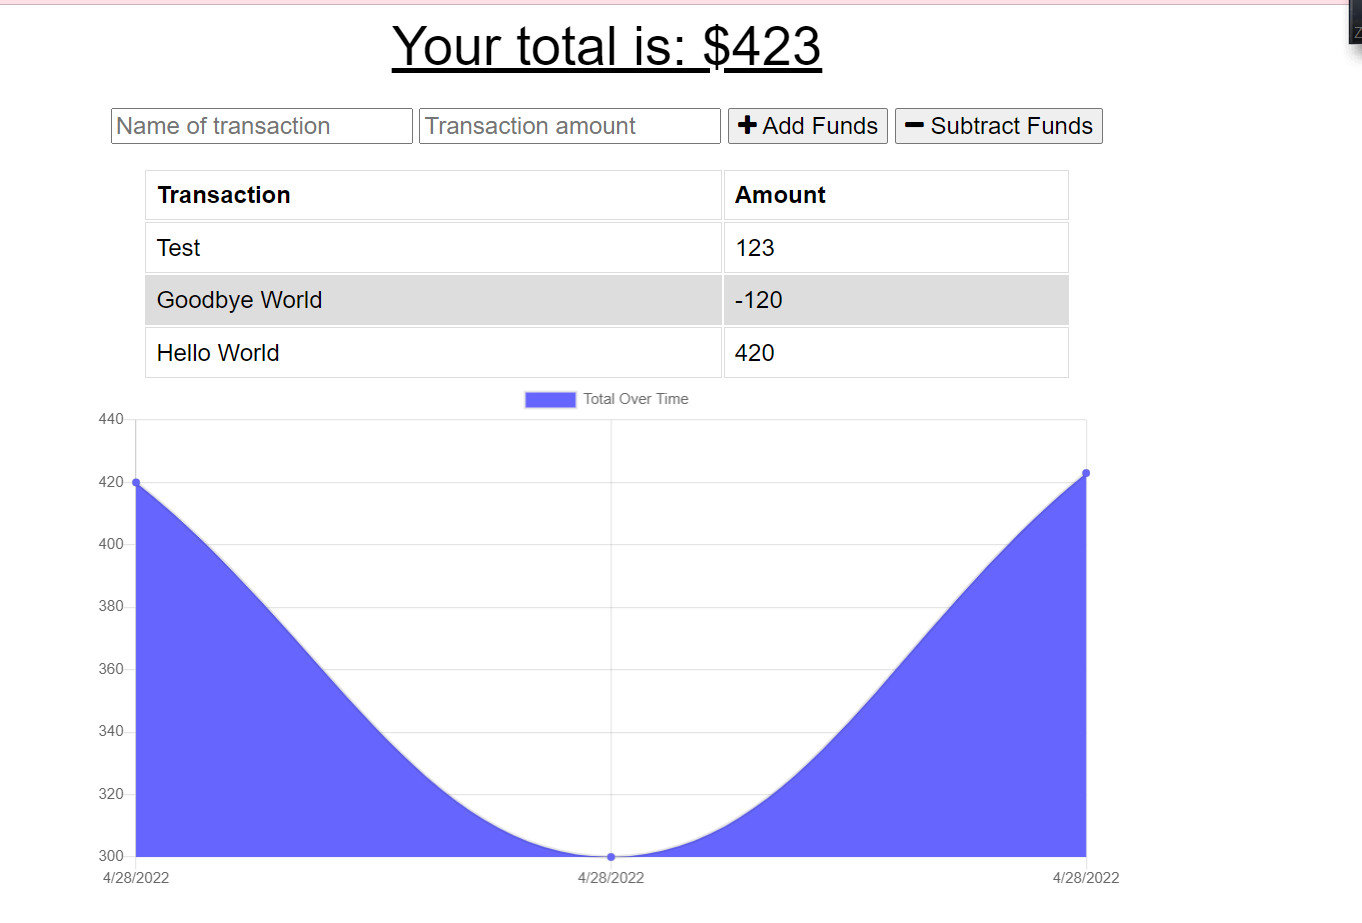 Your total is: $423
Name of transaction Transaction amount Add Funds Subtract Funds
Transaction Amount
Test 123
Goodbye World -120
Hello World 420
Total Over Time
440
420
400
380
360
340
320
300
4/28/2022 4/28/2022 4/28/2022